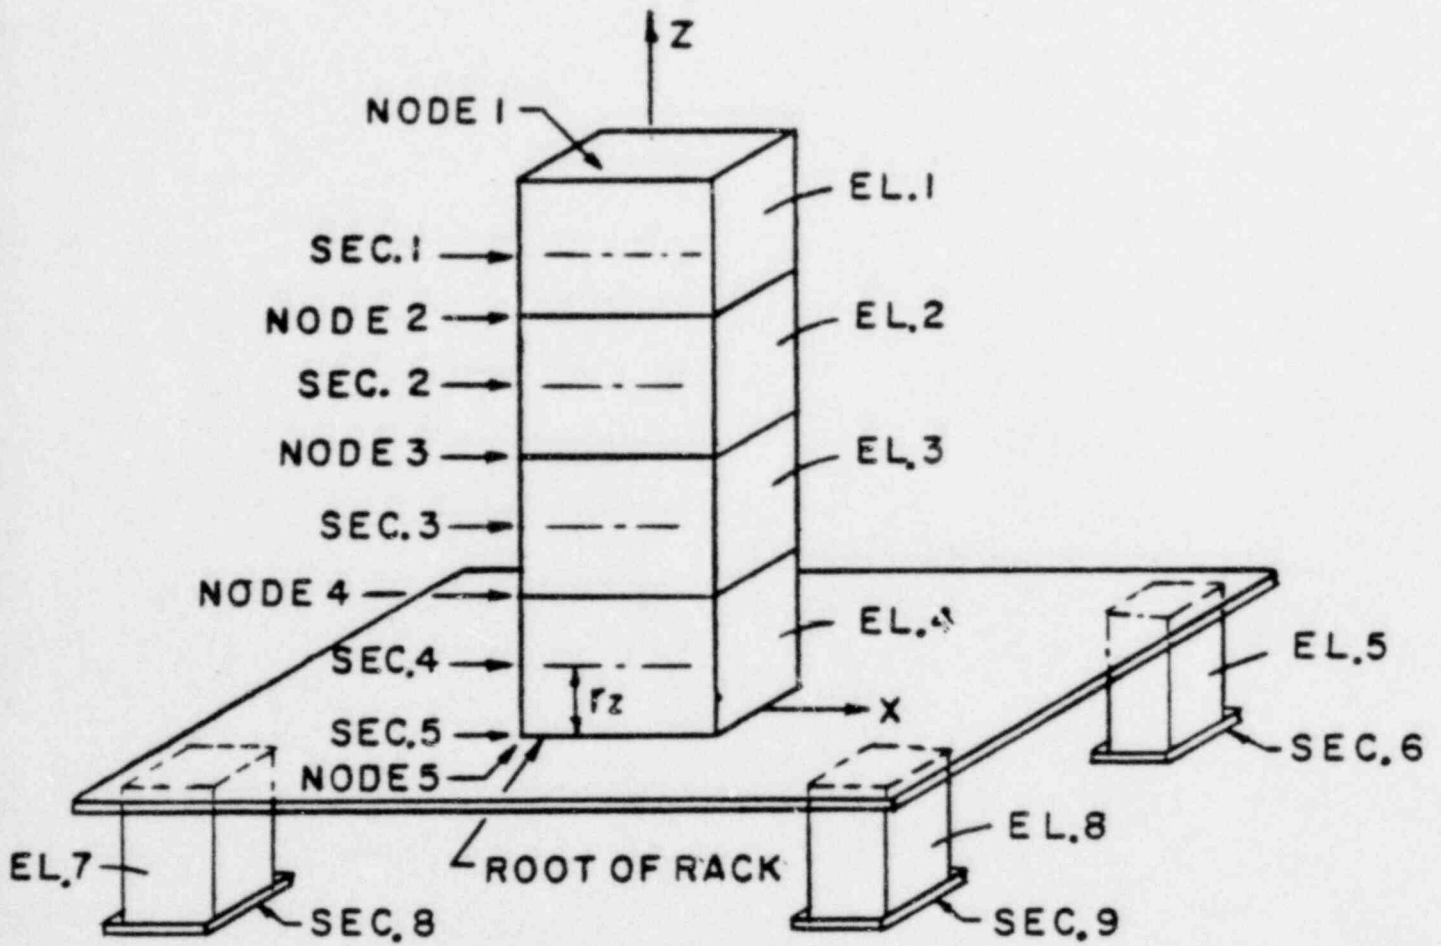 Z
NODE 1
EL.1
SEC.1
NODE 2
EL.2
SEC. 2
NODE 3
EL.3
SEC.3
NODE 4
EL.4
SEC.4
EL.5
rz
X
SEC.5
SEC.6
NODE 5
EL.8
EL.7
ROOT OF RACK
SEC.8
SEC.9